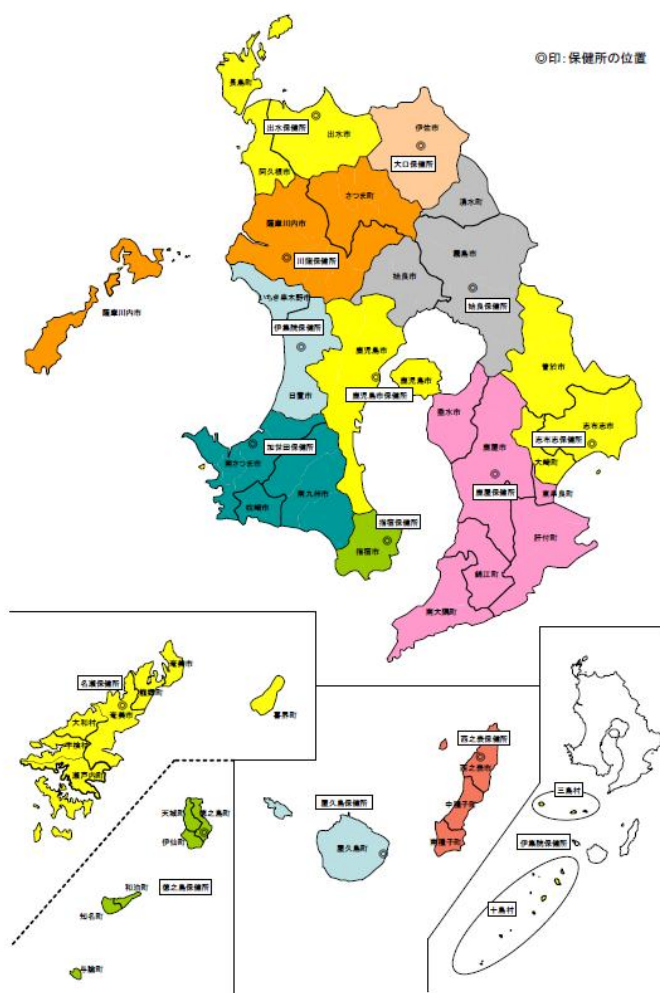 ◎印：保健所の位置
長島町
出水保健所
出水市
伊佐市
大口保健所
阿久根市
さつま町
湧水町
薩摩川内市
霧島市
川薩保健所
姶良市
いちき串木野市
姶良保健所
薩摩川内市
伊集院保健所
鹿児島市
曽於市
鹿児島市
日置市
鹿児島市保健所
垂水市
志布志市
鹿屋市
志布志保健所
加世田保健所
大崎町
南さつま市
鹿屋保健所
南九州市
東串良町
枕崎市
指宿保健所
肝付町
指宿市
錦江町
南大隅町
奄美市
名瀬保健所
龍郷町
奄美市
喜界町
大和村
宇検村
瀬戸内町
西之表保健所
西之表市
三島村
天城町
徳之島町
屋久島保健所
中種子町
伊仙町
屋久島町
南種子町
伊集院保健所
和泊町
徳之島保健所
知名町
十島村
与論町